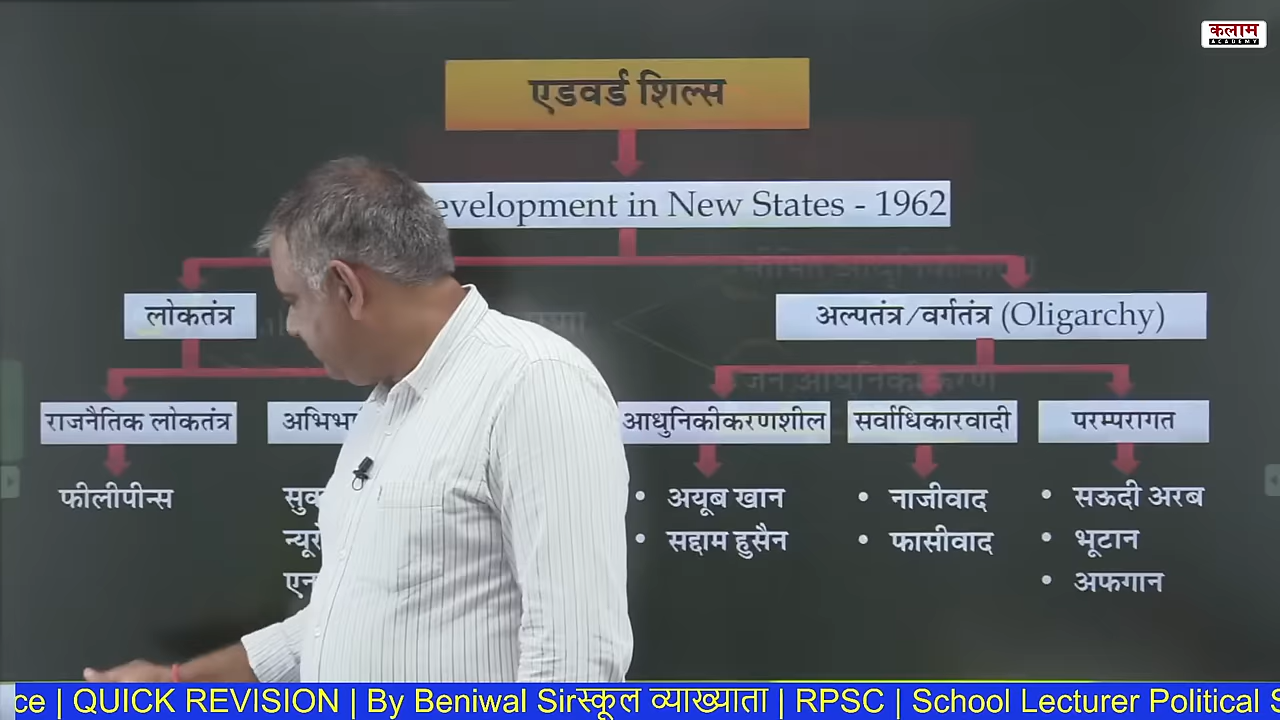 कलाम
ACADEMY
एडवर्ड शिल्स
evelopment in New States - 1962
लोकतंत्र
अल्पतंत्र/वर्गतंत्र (Oligarchy)
राजनैतिक लोकतंत्र
आधुनिकीकरणशील
सर्वाधिकारवादी
परम्परागत
फीलीपीन्स
• अयूब खान
• सद्दाम हुसैन
• नाजीवाद
• फासीवाद
• सऊदी अरब
• भूटान
• अफगान
ce | QUICK REVISION | By Beniwal Sirस्कूल व्याख्याता | RPSC | School Lecturer Political S